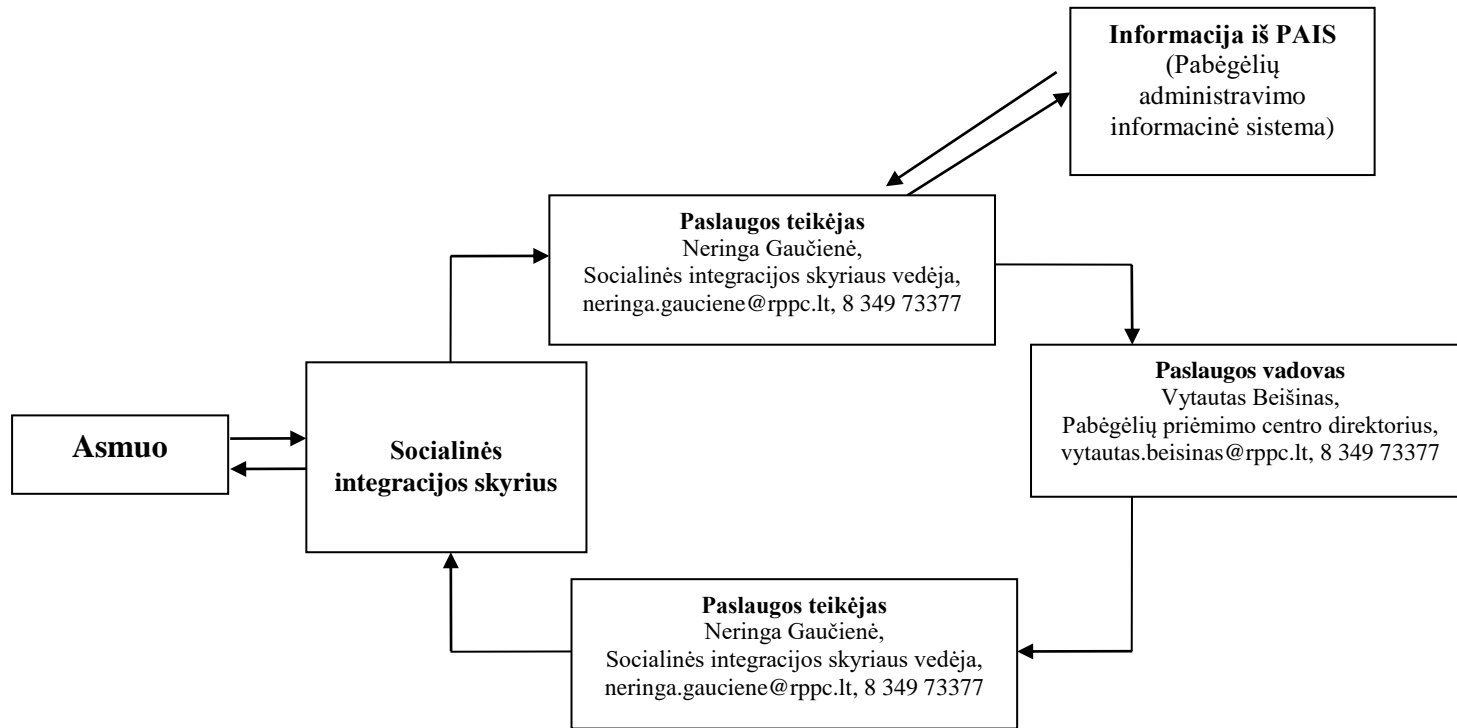 Informacija iš PAIS
(Pabėgėlių
administravimo
informacinė sistema)
Paslaugos teikėjas
Neringa Gaučienė,
Socialinės integracijos skyriaus vedėja,
neringa.gauciene@rppc.lt, 8 349 73377
Paslaugos vadovas
Vytautas Beišinas,
Pabėgėlių priėmimo centro direktorius,
vytautas.beisinas@rppc.lt, 8 349 73377
Asmuo
Socialinės
integracijos skyrius
Paslaugos teikėjas
Neringa Gaučienė,
Socialinės integracijos skyriaus vedėja,
neringa.gauciene@rppc.lt, 8 349 73377